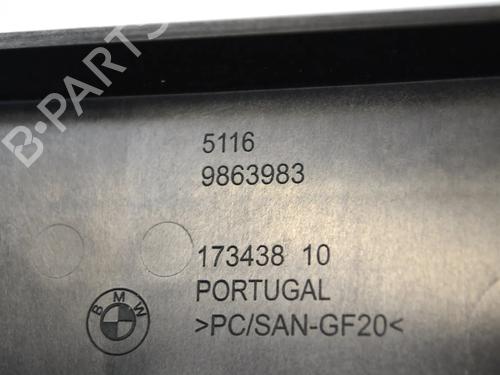 B-PARTS
5116
9863983
173438 10
PORTUGAL
BMW
>PC/SAN-GF20<